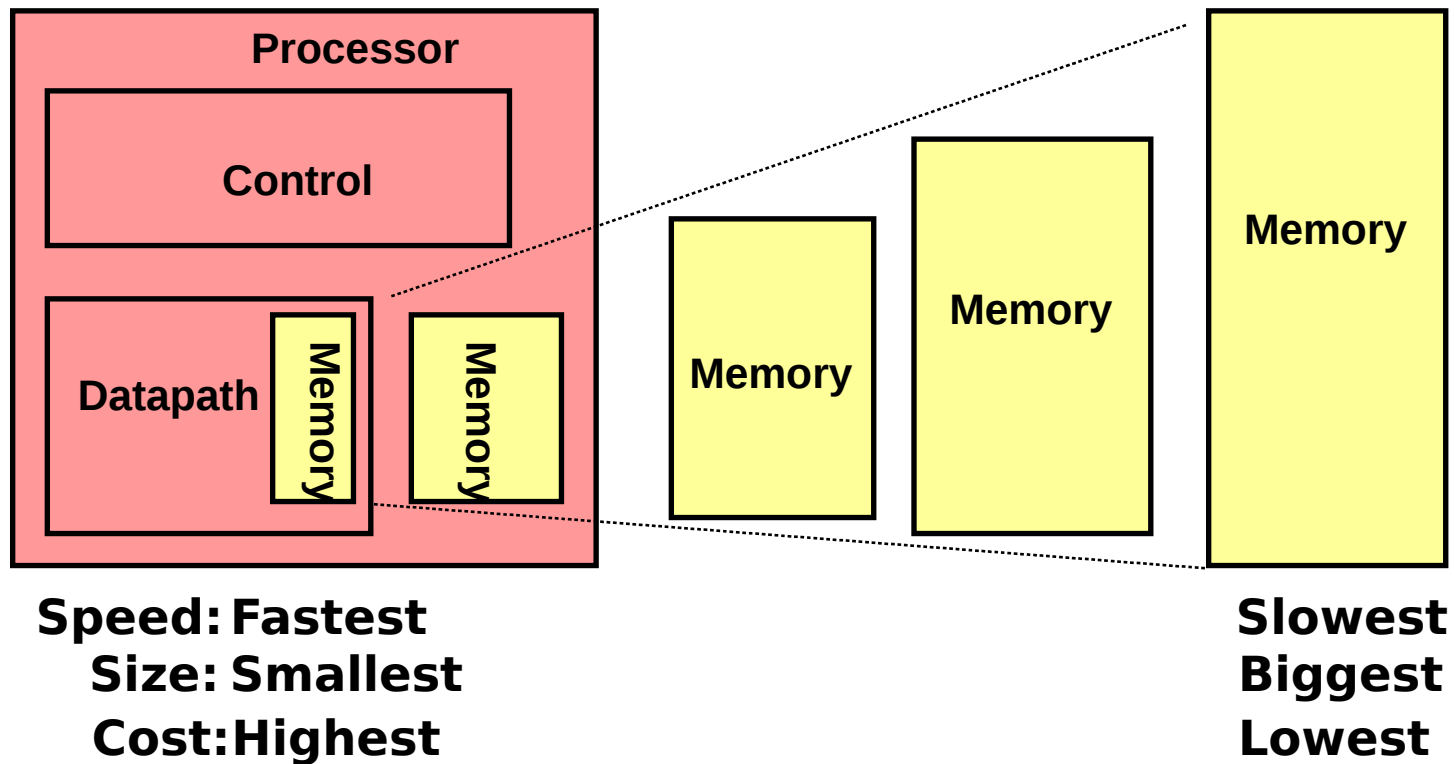 Processor
Control
Datapath
Memory
Memory
Memory
Memory
Memory
Speed: Fastest Slowest
Size: Smallest Biggest
Cost: Highest Lowest